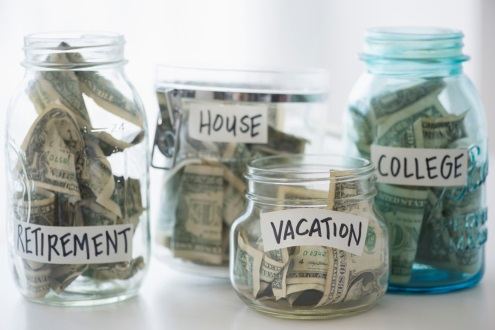 RETIREMENT
HOUSE
VACATION
COLLEGE